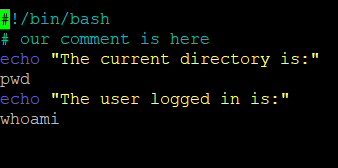 #!/bin/bash
# our comment is here
echo "The current directory is:"
pwd
echo "The user logged in is:"
whoami